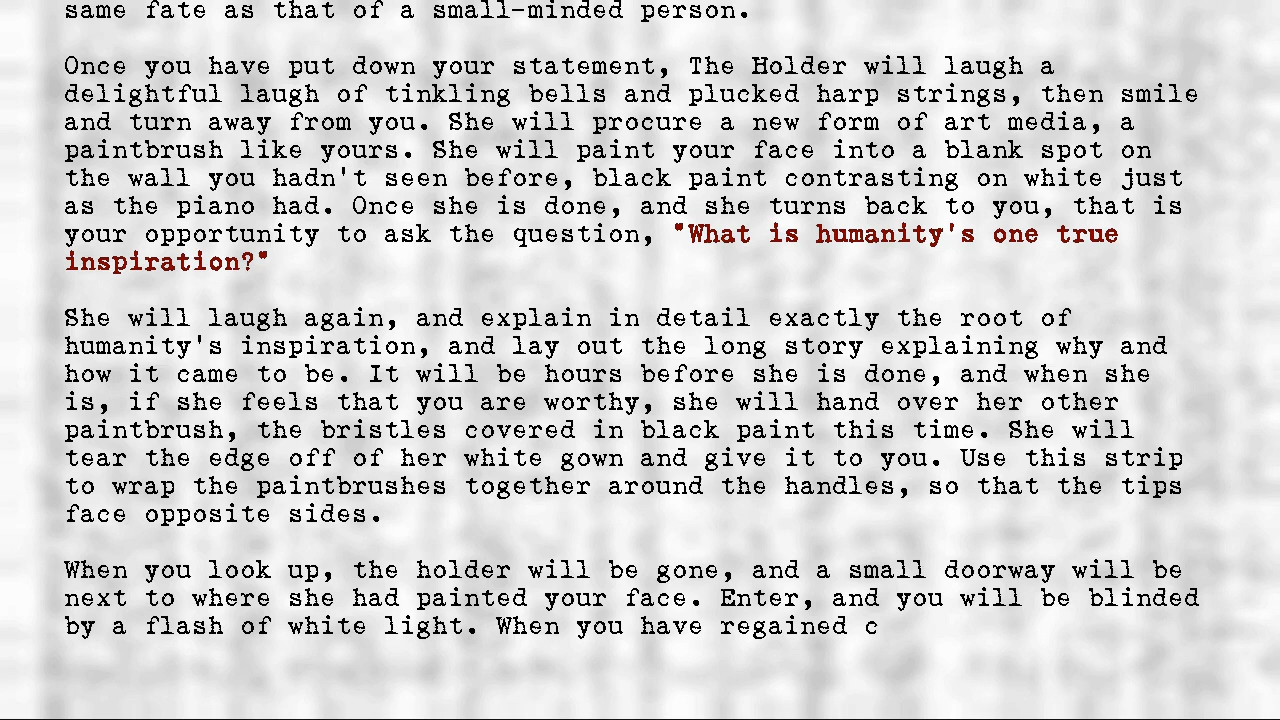 same fate as that of a small-minded person.
Once you have put down your statement, The Holder will laugh a
delightful laugh of tinkling bells and plucked harp strings, then smile
and turn away from you. She will procure a new form of art media, a
paintbrush like yours. She will paint your face into a blank spot on
the wall you hadn't seen before, black paint contrasting on white just
as the piano had. Once she is done, and she turns back to you, that is
your opportunity to ask the question, "What is humanity's one true
inspiration?"
She will laugh again, and explain in detail exactly the root of
humanity's inspiration, and lay out the long story explaining why and
how it came to be. It will be hours before she is done, and when she
is, if she feels that you are worthy, she will hand over her other
paintbrush, the bristles covered in black paint this time. She will
tear the edge off of her white gown and give it to you. Use this strip
to wrap the paintbrushes together around the handles, so that the tips
face opposite sides.
When you look up, the holder will be gone, and a small doorway will be
next to where she had painted your face. Enter, and you will be blinded
by a flash of white light. When you have regained c